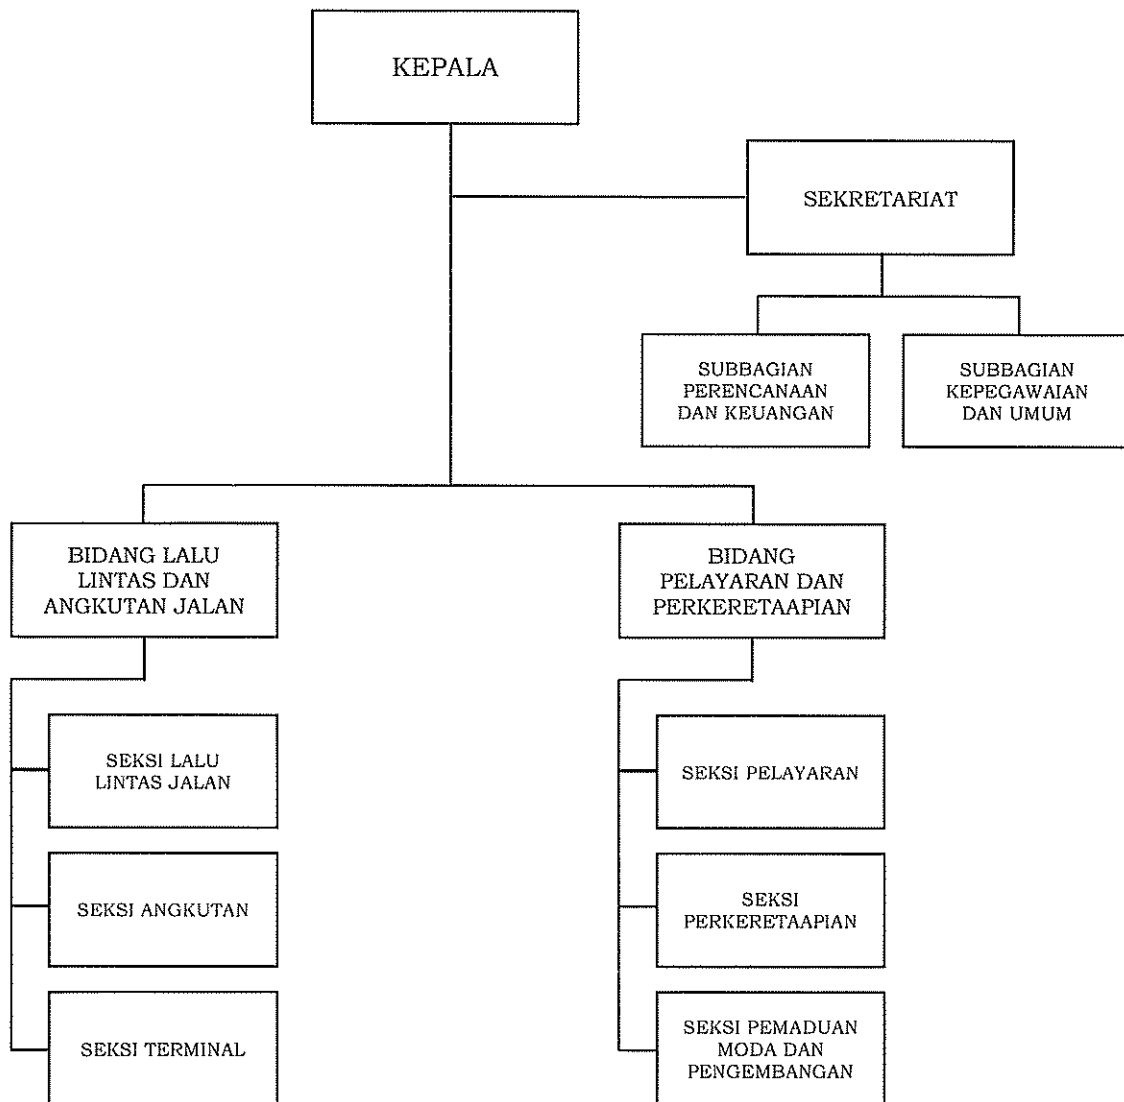 KEPALA
SEKRETARIAT
SUBBAGIAN
PERENCANAAN
DAN KEUANGAN
SUBBAGIAN
KEPEGAWAIAN
DAN UMUM
BIDANG LALU
LINTAS DAN
ANGKUTAN JALAN
BIDANG
PELAYARAN DAN
PERKERETAAPIAN
SEKSI LALU
LINTAS JALAN
SEKSI ANGKUTAN
SEKSI TERMINAL
SEKSI PELAYARAN
SEKSI
PERKERETAAPIAN
SEKSI PEMADUAN
MODA DAN
PENGEMBANGAN